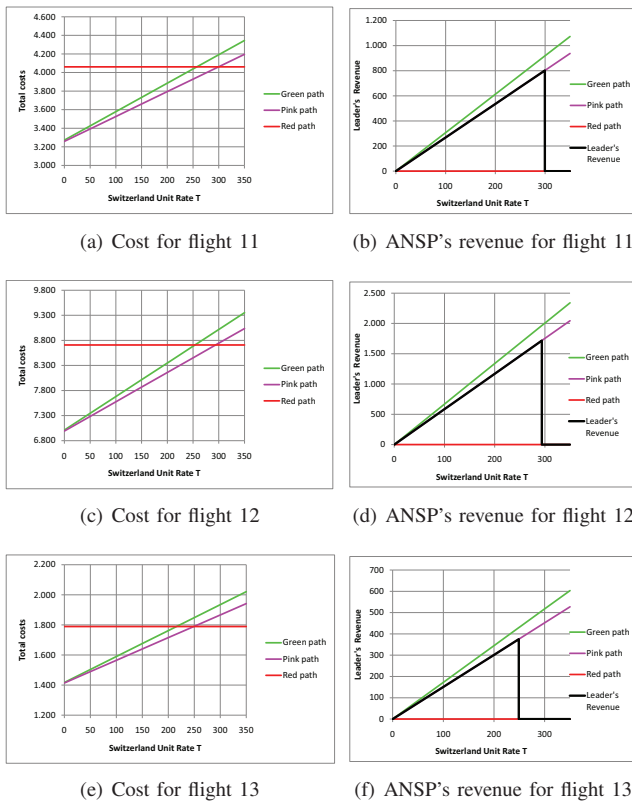 4.600
4.400
4.200
4.000
3.800
3.600
3.400
3.200
3.000
Total costs
0 50 100 150 200 250 300 350
Switzerland Unit Rate T
Green path
Pink path
Red path
(a) Cost for flight 11
1.200
1.000
800
600
400
200
0
Leader's Revenue
0 100 200 300
Switzerland Unit Rate T
Green path
Pink path
Red path
Leader's
Revenue
(b) ANSP's revenue for flight 11
9.800
9.300
8.800
8.300
7.800
7.300
6.800
Total costs
0 50 100 150 200 250 300 350
Switzerland Unit Rate T
Green path
Pink path
Red path
(c) Cost for flight 12
2.500
2.000
1.500
1.000
500
0
Leader's Revenue
0 100 200 300
Switzerland Unit Rate T
Green path
Pink path
Red path
Leader's
Revenue
(d) ANSP's revenue for flight 12
2.200
2.000
1.800
1.600
1.400
1.200
Total costs
0 50 100 150 200 250 300 350
Switzerland Unit Rate T
Green path
Pink path
Red path
(e) Cost for flight 13
700
600
500
400
300
200
100
0
Leader's Revenue
0 100 200 300
Switzerland Unit Rate T
Green path
Pink path
Red path
Leader's
Revenue
(f) ANSP's revenue for flight 13